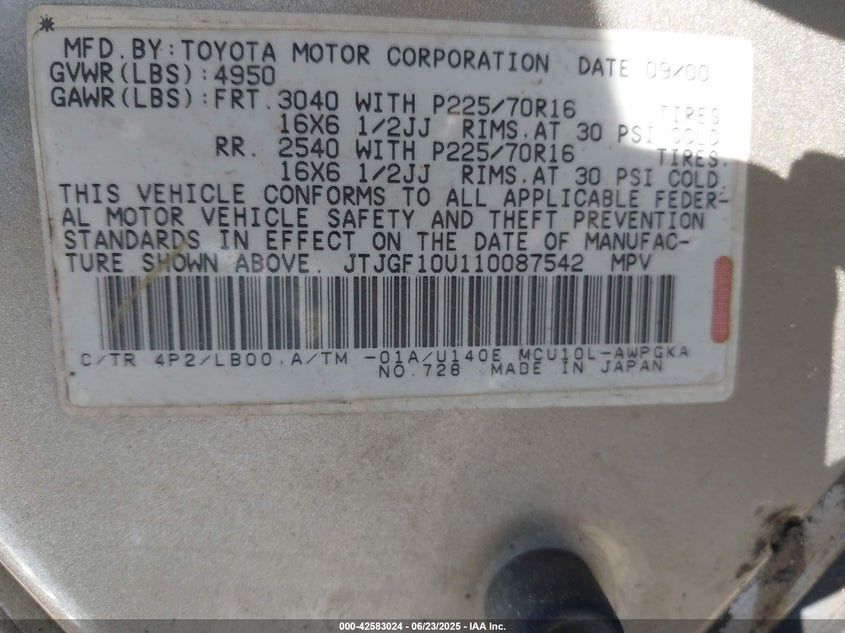 *
MFD.BY:TOYOTA MOTOR CORPORATION DATE 09/00
GVWR(LBS):4950
GAWR(LBS):FRT.3040 WITH P225/70R16 TIRES
16X6 1/2JJ RIMS.AT 30 PSI COLD
RR. 2540 WITH P225/70R16 TIRES.
16X6 1/2JJ RIMS.AT 30 PSI COLD.
THIS VEHICLE CONFORMS TO ALL APPLICABLE FEDER-
AL MOTOR VEHICLE SAFETY AND THEFT PREVENTION
STANDARDS IN EFFECT ON THE DATE OF MANUFAC-
TURE SHOWN ABOVE. JTJGF10U110087542 MPV
C/TR 4P2/LB00.A/TM -01A/U140E MCU10L-AWPGKA
NO.728 MADE IN JAPAN
000-42583024 - 06/23/2025 - IAA Inc.